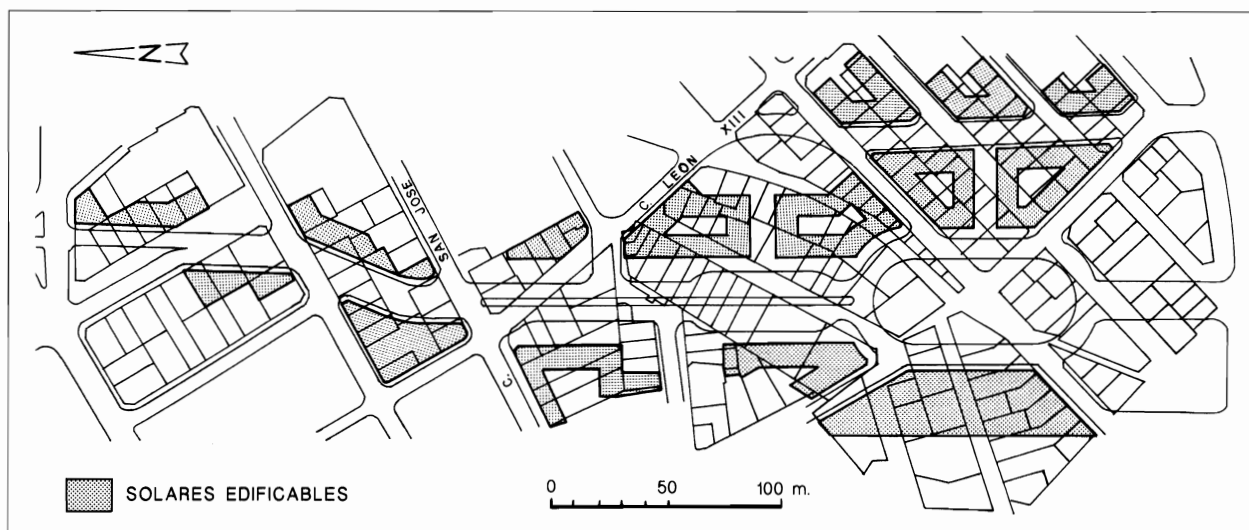 N
C. LEON XIII
C. SAN JOSE
SOLARES EDIFICABLES
0 50 100 m.